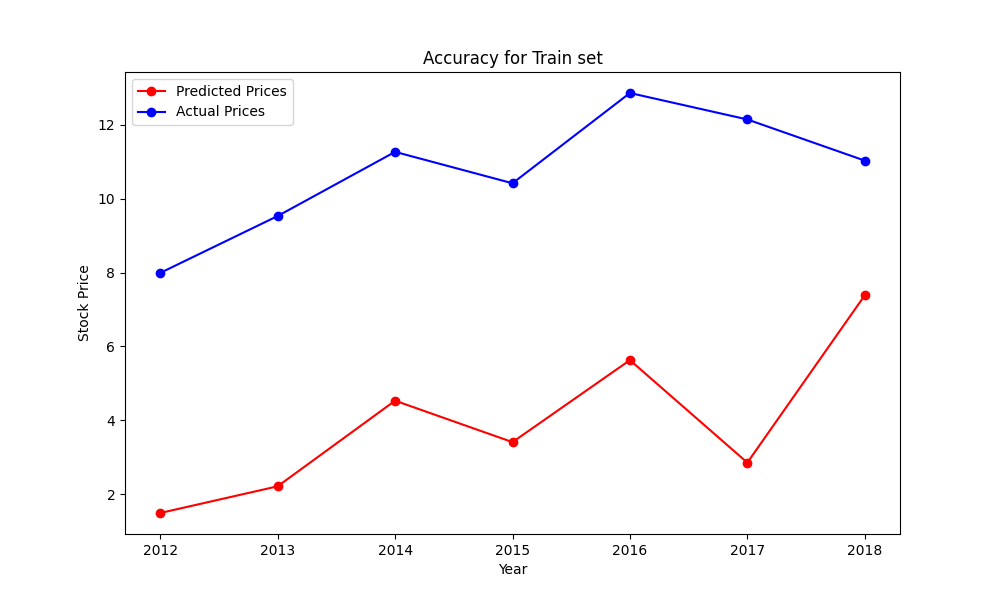 Accuracy for Train set
Predicted Prices
Actual Prices
12
10
8
6
4
2
Stock Price
2012 2013 2014 2015 2016 2017 2018
Year